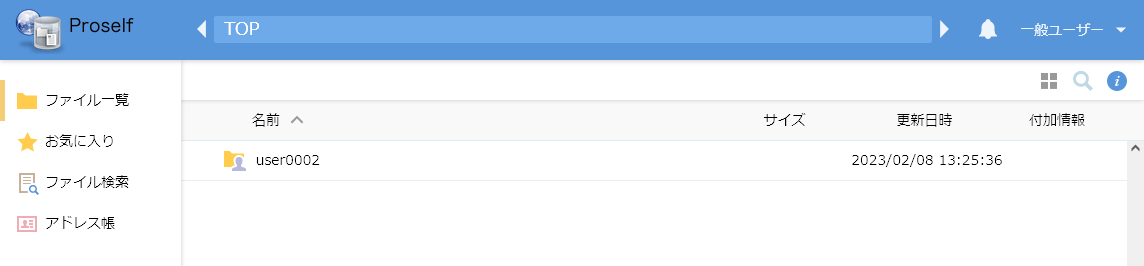 Proself
TOP
一般ユーザー
ファイル一覧
お気に入り
ファイル検索
アドレス帳
名前 サイズ 更新日時 付加情報
user0002 2023/02/08 13:25:36